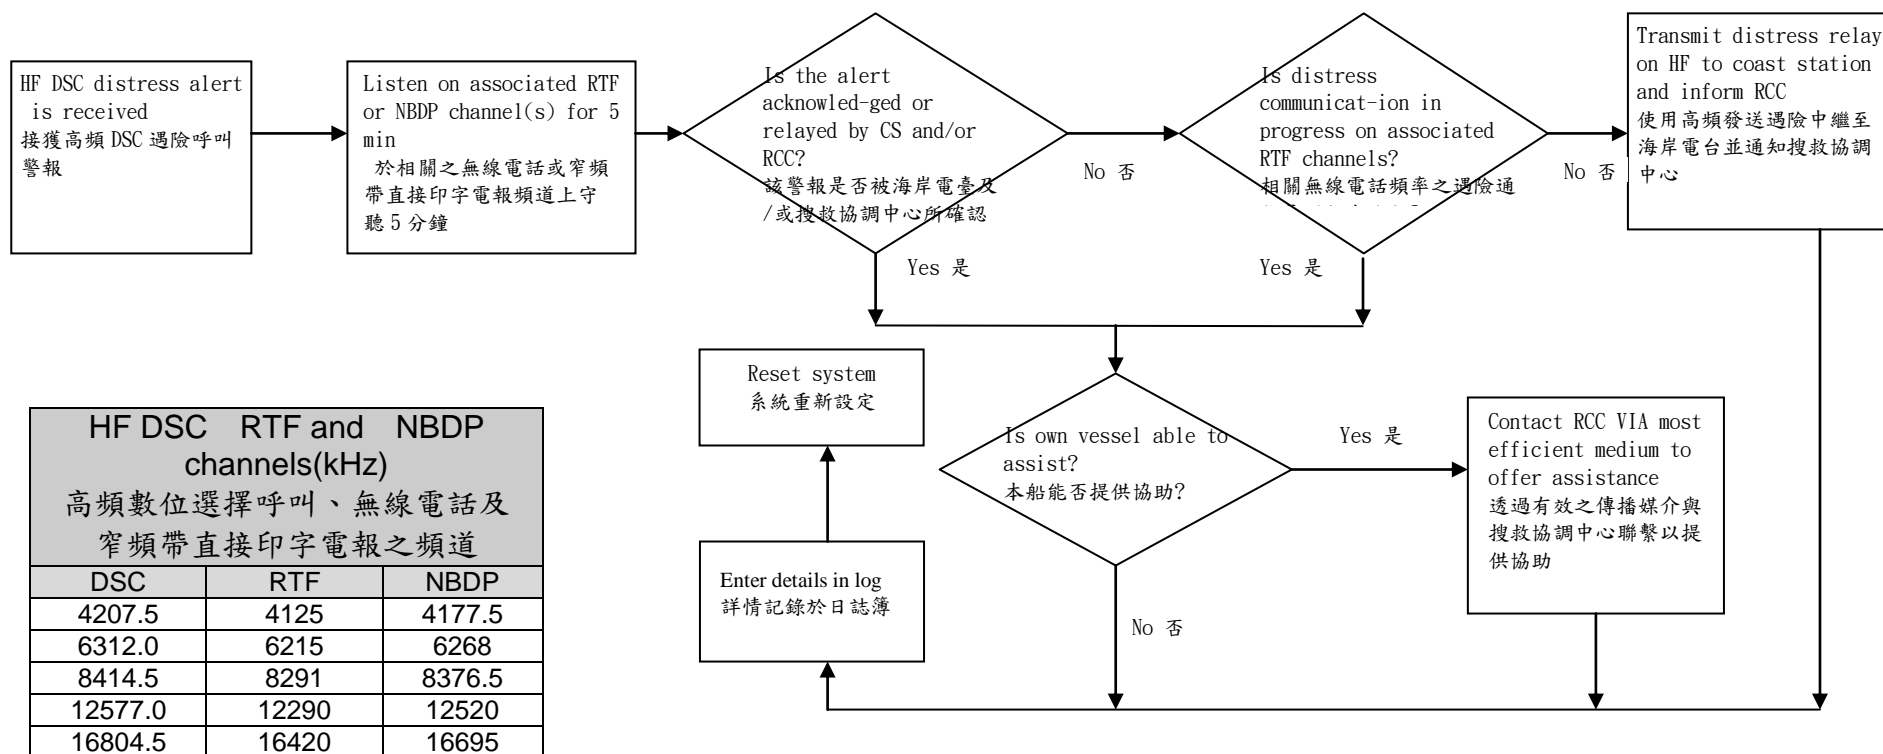 HF DSC distress alert
is received
接獲高頻 DSC 遇險呼叫
警報
Listen on associated RTF
or NBDP channel(s) for 5
min
於相關之無線電話或窄頻
帶直接印字電報頻道上守
聽 5 分鐘
Is the alert
acknowled-ged or
relayed by CS and/or
RCC?
該警報是否被海岸電臺及
/或搜救協調中心所確認
No 否
Yes 是
Is distress
communicat-ion in
progress on associated
RTF channels?
相關無線電話頻率之遇險通
No 否
Yes 是
Transmit distress relay
on HF to coast station
and inform RCC
使用高頻發送遇險中繼至
海岸電台並通知搜救協調
中心
Reset system
系統重新設定
Is own vessel able to
assist?
本船能否提供協助?
Yes 是
No 否
Contact RCC VIA most
efficient medium to
offer assistance
透過有效之傳播媒介與
搜救協調中心聯繫以提
供協助
Enter details in log
詳情記錄於日誌簿
HF DSC RTF and NBDP
channels(kHz)
高頻數位選擇呼叫、無線電話及
窄頻帶直接印字電報之頻道
DSC RTF NBDP
4207.5 4125 4177.5
6312.0 6215 6268
8414.5 8291 8376.5
12577.0 12290 12520
16804.5 16420 16695